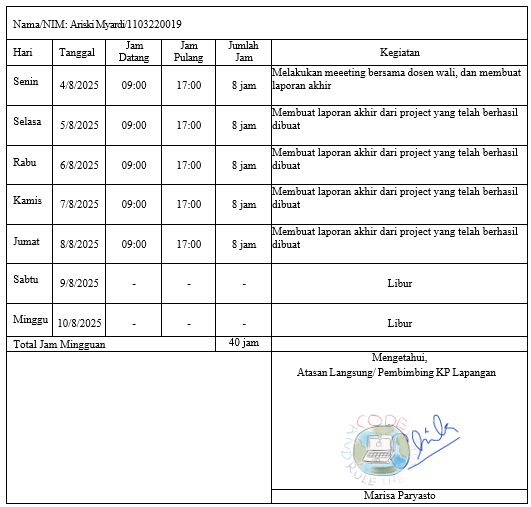 Nama/NIM: Ariski Myardi/1103220019
Hari Tanggal Jam Datang Jam Pulang Jumlah Jam Kegiatan
Senin 4/8/2025 09:00 17:00 8 jam Melakukan meeeting bersama dosen wali, dan membuat
laporan akhir
Selasa 5/8/2025 09:00 17:00 8 jam Membuat laporan akhir dari project yang telah berhasil
dibuat
Rabu 6/8/2025 09:00 17:00 8 jam Membuat laporan akhir dari project yang telah berhasil
dibuat
Kamis 7/8/2025 09:00 17:00 8 jam Membuat laporan akhir dari project yang telah berhasil
dibuat
Jumat 8/8/2025 09:00 17:00 8 jam Membuat laporan akhir dari project yang telah berhasil
dibuat
Sabtu 9/8/2025 - - - Libur
Minggu 10/8/2025 - - - Libur
Total Jam Mingguan 40 jam
Mengetahui,
Atasan Langsung/ Pembimbing KP Lapangan
CODE
AND
RULE THE
Marisa Paryasto